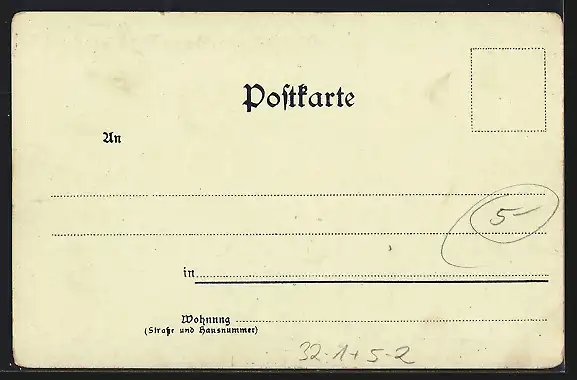 Poſtkarte
An
5-
in
Wohnung
(Straße und Hausnummer)
32-1+5-2